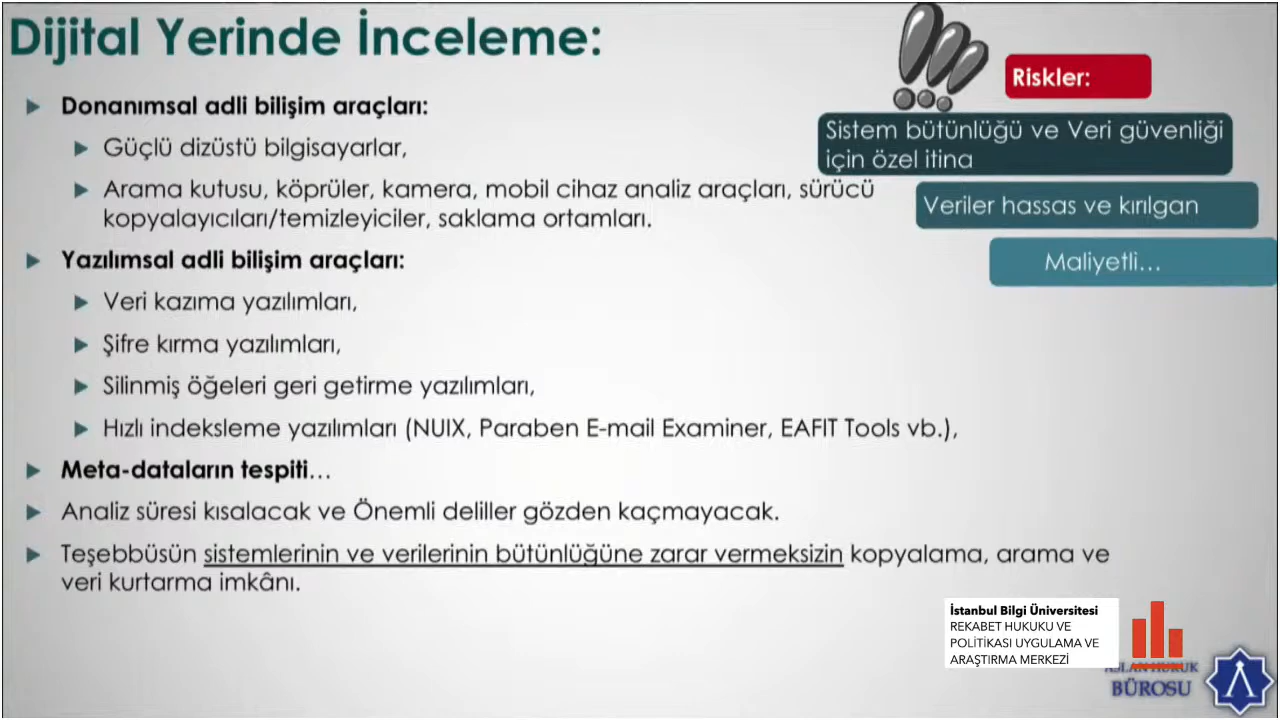 Dijital Yerinde İnceleme:
Donanımsal adli bilişim araçları:
Güçlü dizüstü bilgisayarlar,
Arama kutusu, köprüler, kamera, mobil cihaz analiz araçları, sürücü
kopyalayıcıları/temizleyiciler, saklama ortamları.
Yazılımsal adli bilişim araçları:
Veri kazıma yazılımları,
Şifre kırma yazılımları,
Silinmiş öğeleri geri getirme yazılımları,
Hızlı indeksleme yazılımları (NUIX, Paraben E-mail Examiner, EAFIT Tools vb.),
Meta-dataların tespiti…
Analiz süresi kısalacak ve Önemli deliller gözden kaçmayacak.
Teşebbüsün sistemlerinin ve verilerinin bütünlüğüne zarar vermeksizin kopyalama, arama ve
veri kurtarma imkânı.
Riskler:
Sistem bütünlüğü ve Veri güvenliği
için özel itina
Veriler hassas ve kırılgan
Maliyetli…
İstanbul Bilgi Üniversitesi
REKABET HUKUKU VE
POLİTİKASI UYGULAMA VE
ARAŞTIRMA MERKEZİ
ASLAN HUKUK
BÜROSU